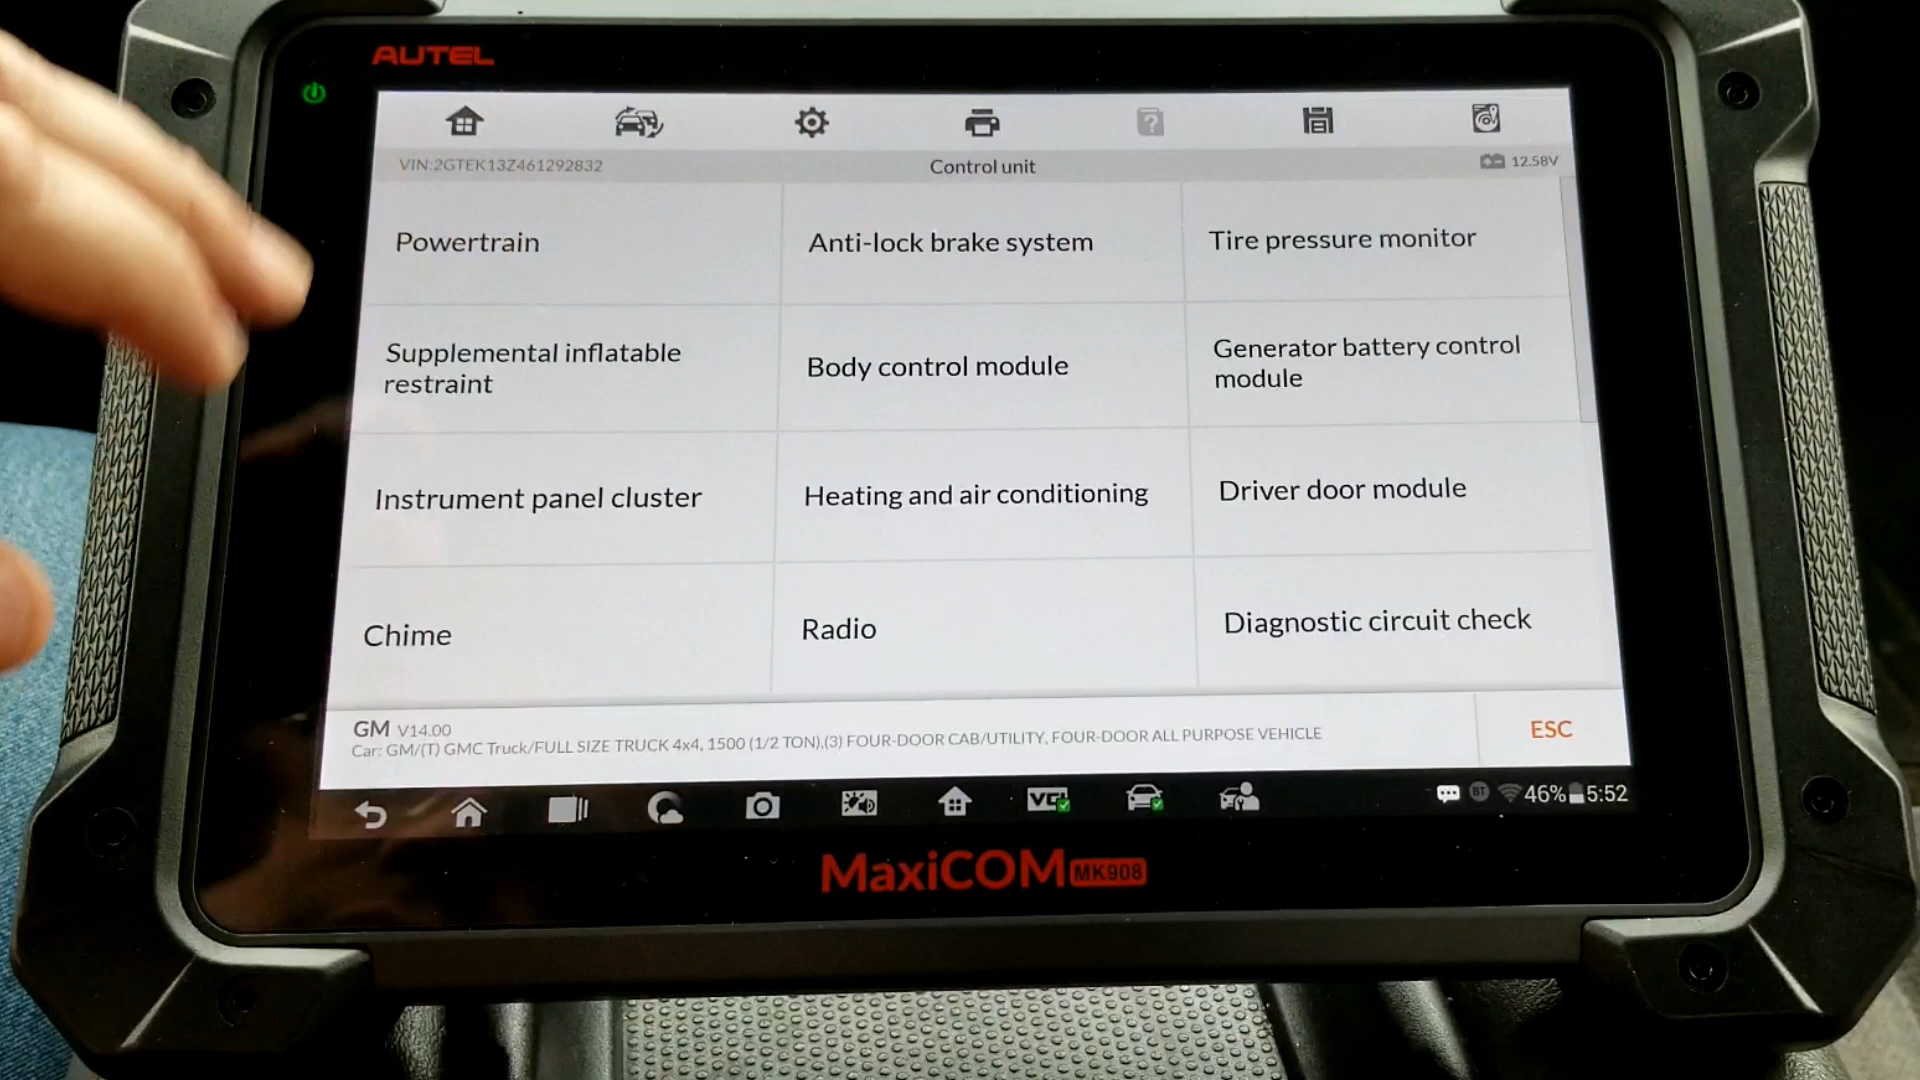 AUTEL
VIN:2GTEK13Z461292832
Control unit
12.58V
Powertrain
Anti-lock brake system
Tire pressure monitor
Supplemental inflatable
restraint
Body control module
Generator battery control
module
Instrument panel cluster
Heating and air conditioning
Driver door module
Chime
Radio
Diagnostic circuit check
GM V14.00
Car: GM/(T) GMC Truck/FULL SIZE TRUCK 4x4, 1500 (1/2 TON),(3) FOUR-DOOR CAB/UTILITY, FOUR-DOOR ALL PURPOSE VEHICLE
ESC
VCI
BT
46%
5:52
MaxiCOM MK908